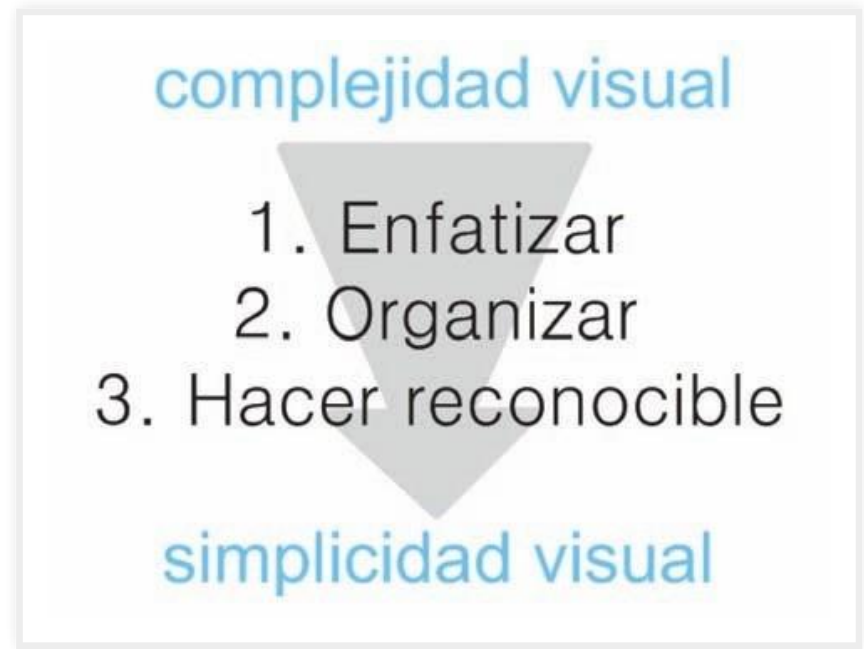 complejidad visual
1. Enfatizar
2. Organizar
3. Hacer reconocible
simplicidad visual